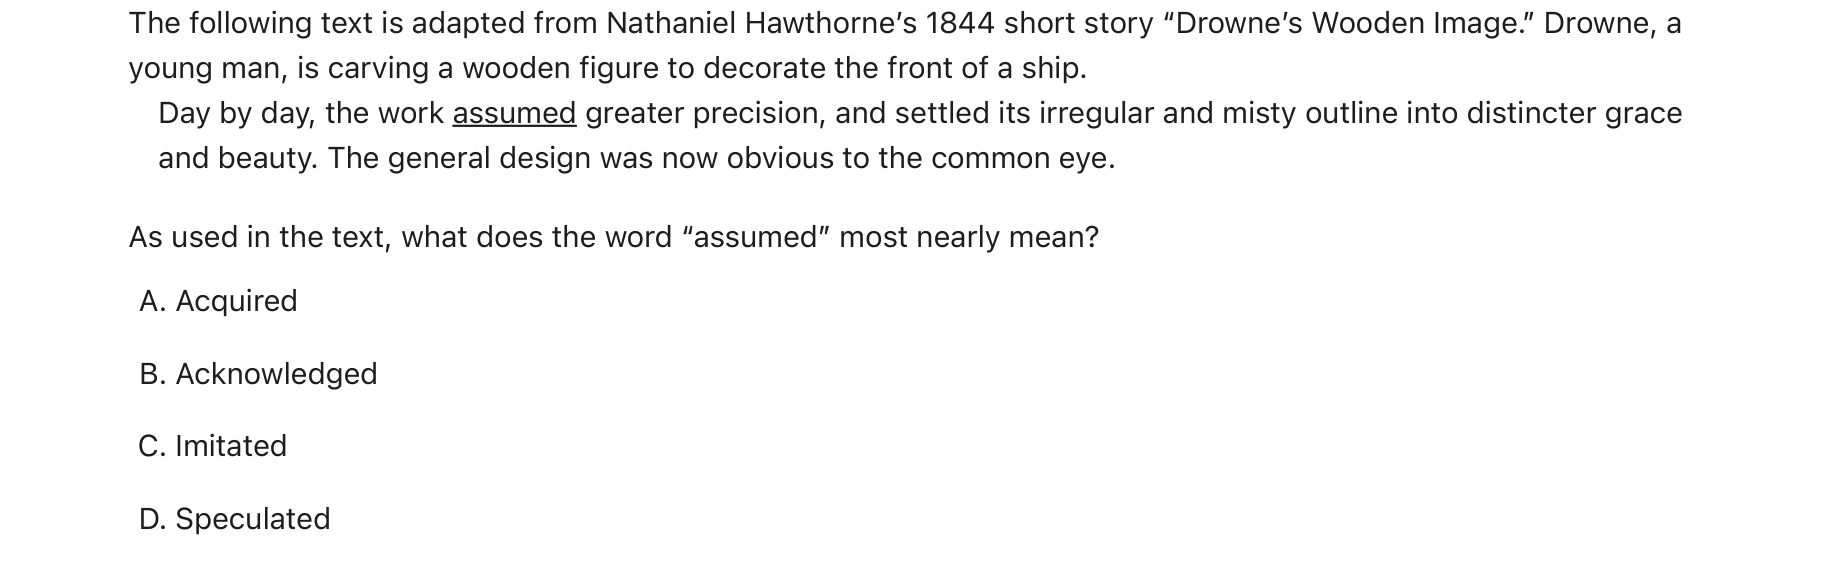 The following text is adapted from Nathaniel Hawthorne’s 1844 short story “Drowne’s Wooden Image.” Drowne, a
young man, is carving a wooden figure to decorate the front of a ship.
Day by day, the work assumed greater precision, and settled its irregular and misty outline into distincter grace
and beauty. The general design was now obvious to the common eye.
As used in the text, what does the word “assumed” most nearly mean?
A. Acquired
B. Acknowledged
C. Imitated
D. Speculated